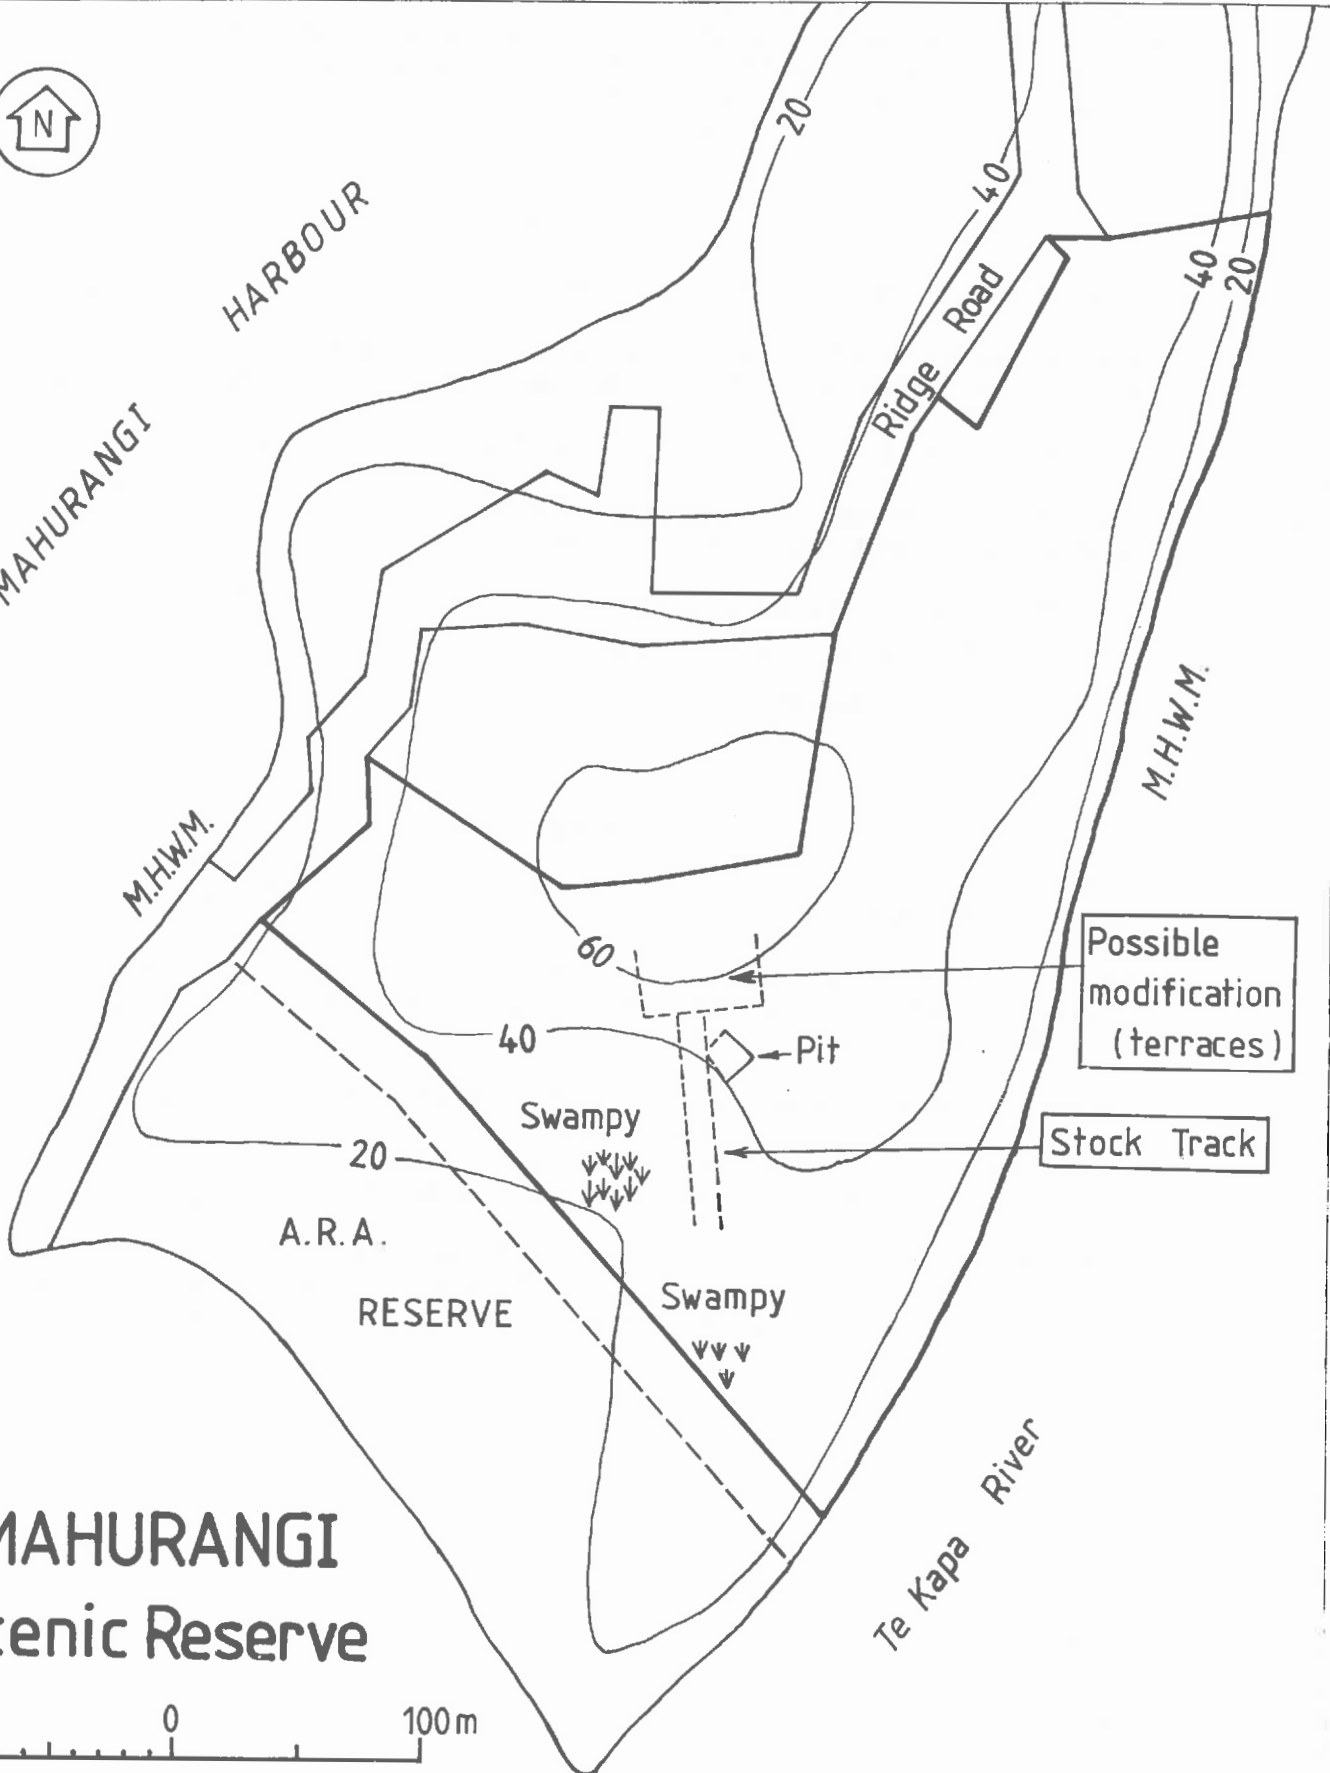 N
20
40
HARBOUR
40
20
Road
Ridge
MAHURANGI
M.H.W.M.
M.H.W.M.
Possible
modification
(terraces)
60
40
Pit
Swampy
Stock Track
20
A.R.A.
Swampy
RESERVE
River
Te Kapa
MAHURANGI
cenic Reserve
0
100m